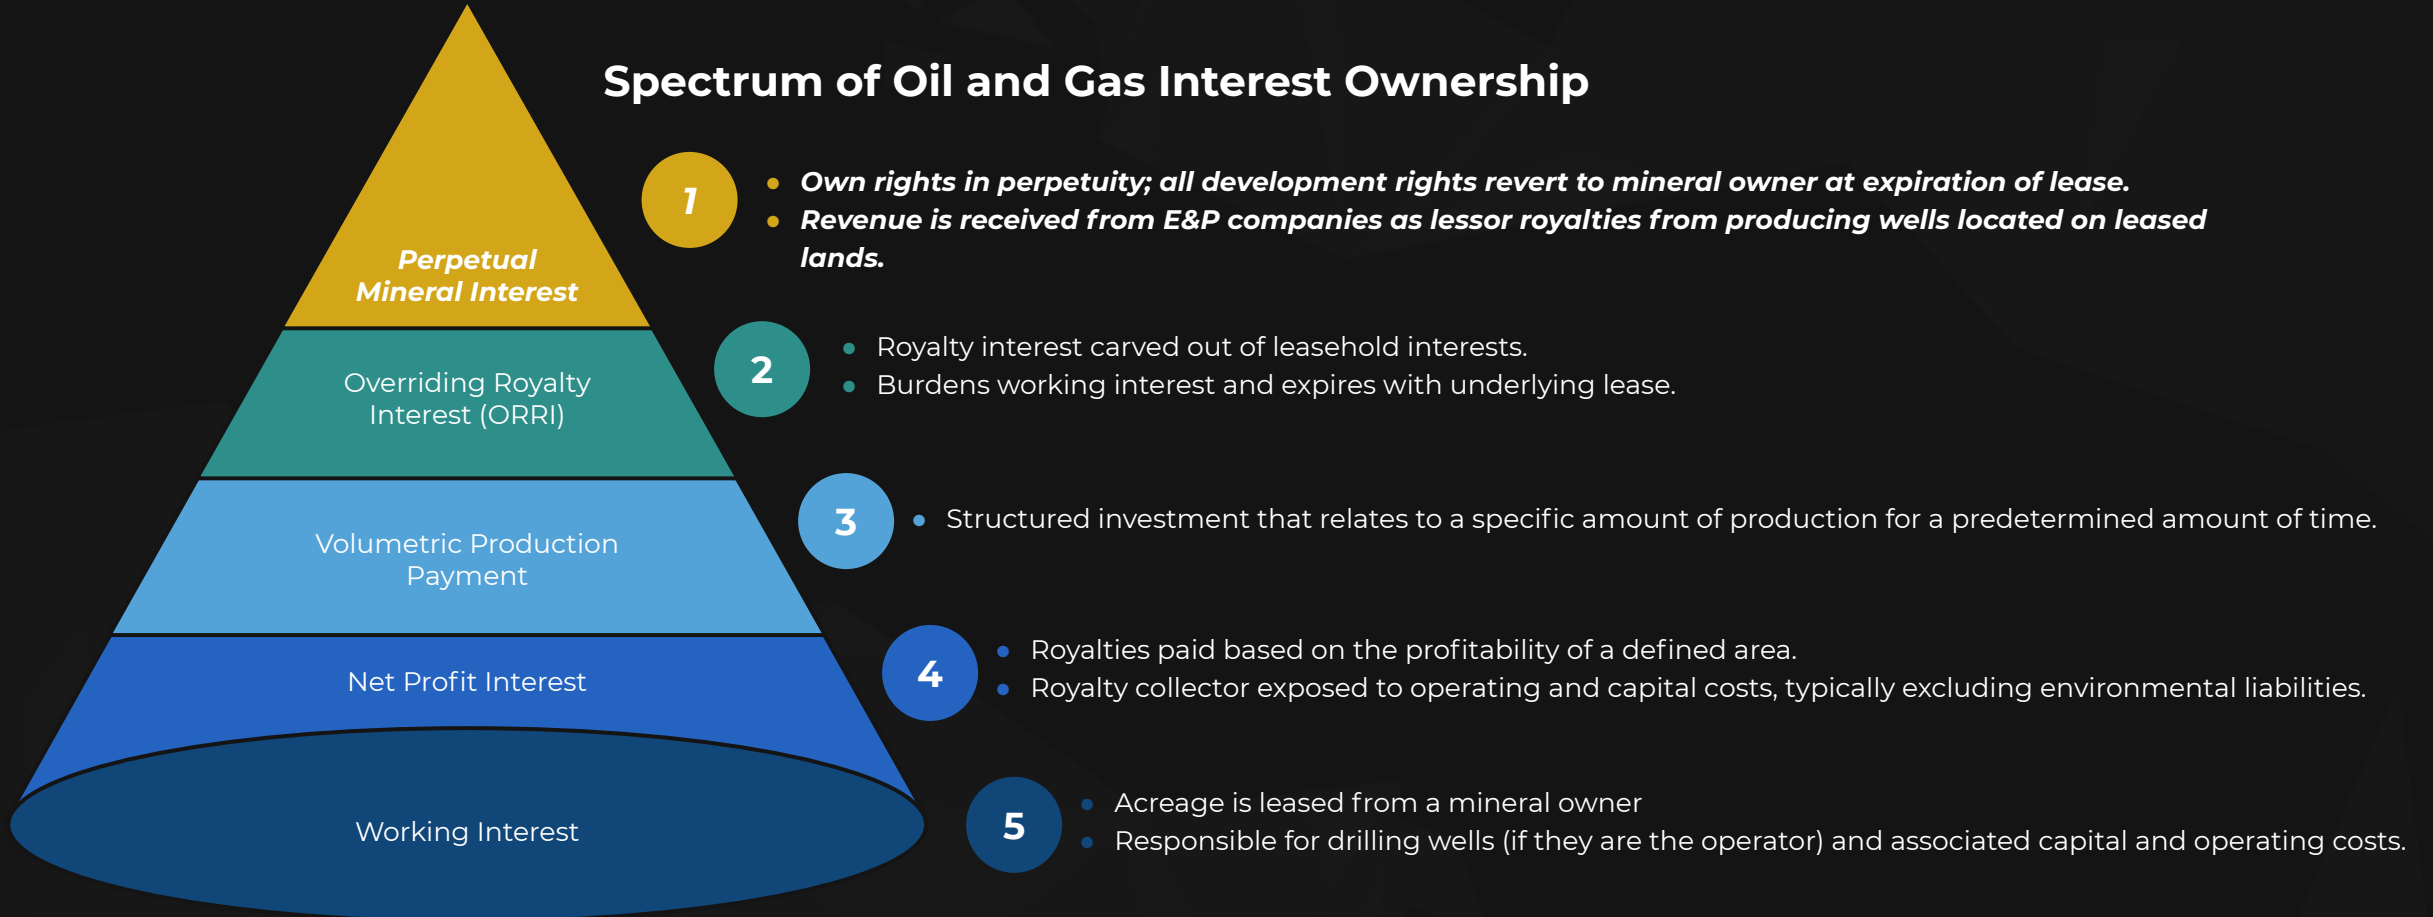 Spectrum of Oil and Gas Interest Ownership
Perpetual
Mineral Interest
1
Own rights in perpetuity; all development rights revert to mineral owner at expiration of lease.
Revenue is received from E&P companies as lessor royalties from producing wells located on leased
lands.
Overriding Royalty
Interest (ORRI)
2
Royalty interest carved out of leasehold interests.
Burdens working interest and expires with underlying lease.
Volumetric Production
Payment
3
Structured investment that relates to a specific amount of production for a predetermined amount of time.
Net Profit Interest
4
Royalties paid based on the profitability of a defined area.
Royalty collector exposed to operating and capital costs, typically excluding environmental liabilities.
Working Interest
5
Acreage is leased from a mineral owner
Responsible for drilling wells (if they are the operator) and associated capital and operating costs.